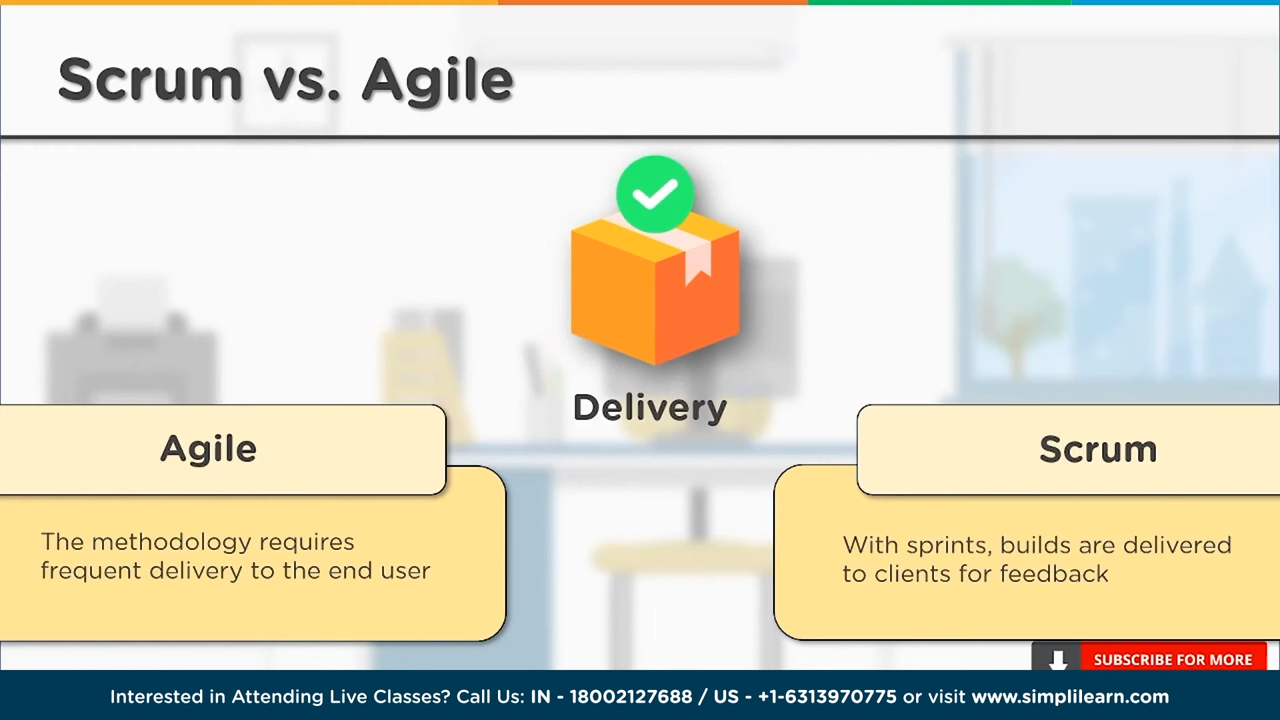 Scrum vs. Agile
Delivery
Agile
The methodology requires
frequent delivery to the end user
Scrum
With sprints, builds are delivered
to clients for feedback
SUBSCRIBE FOR MORE
Interested in Attending Live Classes? Call Us: IN - 18002127688 / US - +1-6313970775 or visit www.simplilearn.com